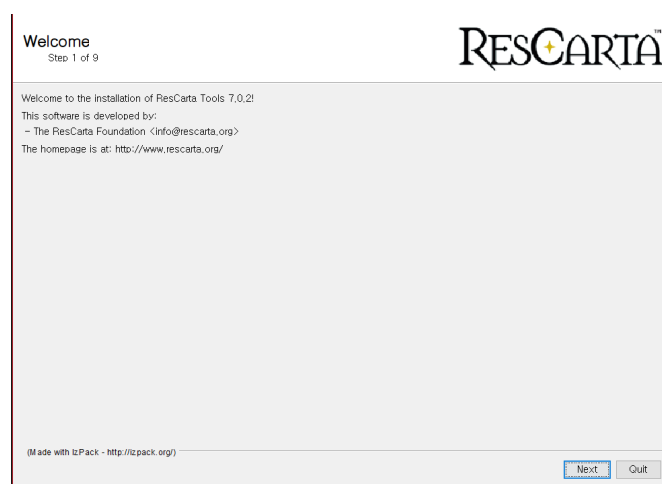 Welcome
Step 1 of 9
RESCARTA™
Welcome to the installation of ResCarta Tools 7.0.2!
This software is developed by:
- The ResCarta Foundation <info@rescarta.org>
The homepage is at: http://www.rescarta.org/
(Made with IzPack - http://izpack.org/)
Next
Quit